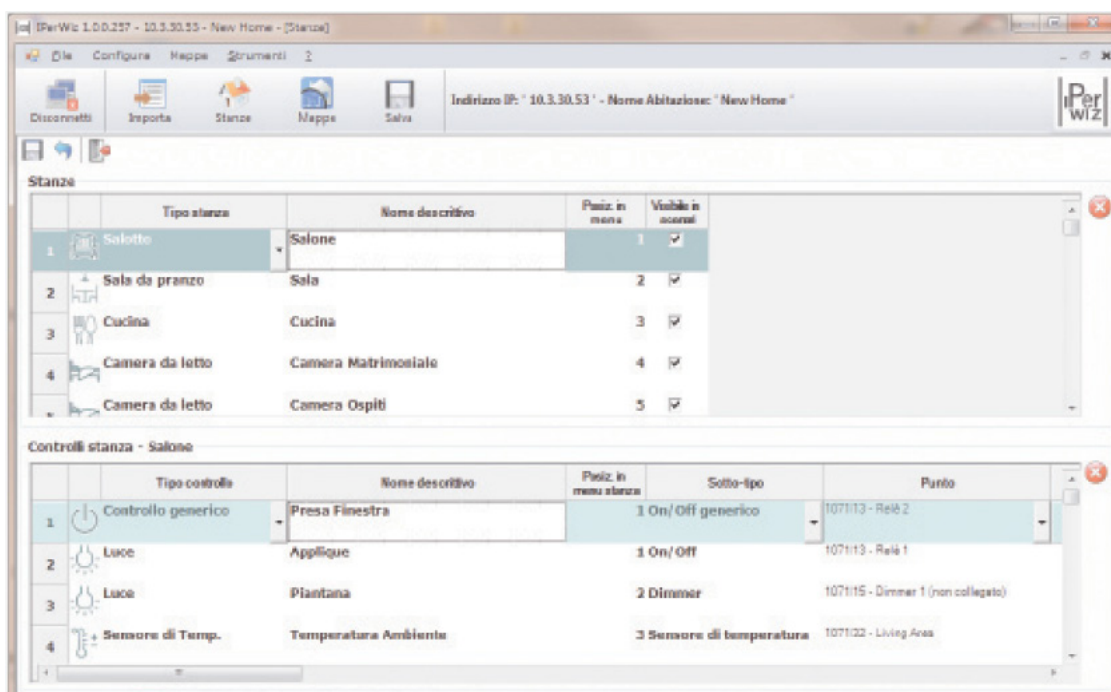 IPerWiz 1.0.0.257 - 10.3.30.53 - New Home - [Stanze]
File Configura Mappe Strumenti ?
Disconnetti Importa Stanze Mappe Salva Indirizzo IP: ' 10.3.30.53 ' - Nome Abitazione: ' New Home '
IPer
wiz
Stanze
Tipo stanza Nome descrittivo Posiz. in menu Visibile in scenari
1 Salotto Salone 1
2 Sala da pranzo Sala 2
3 Cucina Cucina 3
4 Camera da letto Camera Matrimoniale 4
Camera da letto Camera Ospiti 5
Controlli stanza - Salone
Tipo controllo Nome descrittivo Posiz. in menu stanza Sotto-tipo Punto
1 Controllo generico Presa Finestra 1 On/Off generico 1071/13 - Relè 2
2 Luce Applique 1 On/Off 1071/13 - Relè 1
3 Luce Piantana 2 Dimmer 1071/15 - Dimmer 1 (non collegato)
4 Sensore di Temp. Temperatura Ambiente 3 Sensore di temperatura 1071/22 - Living Area